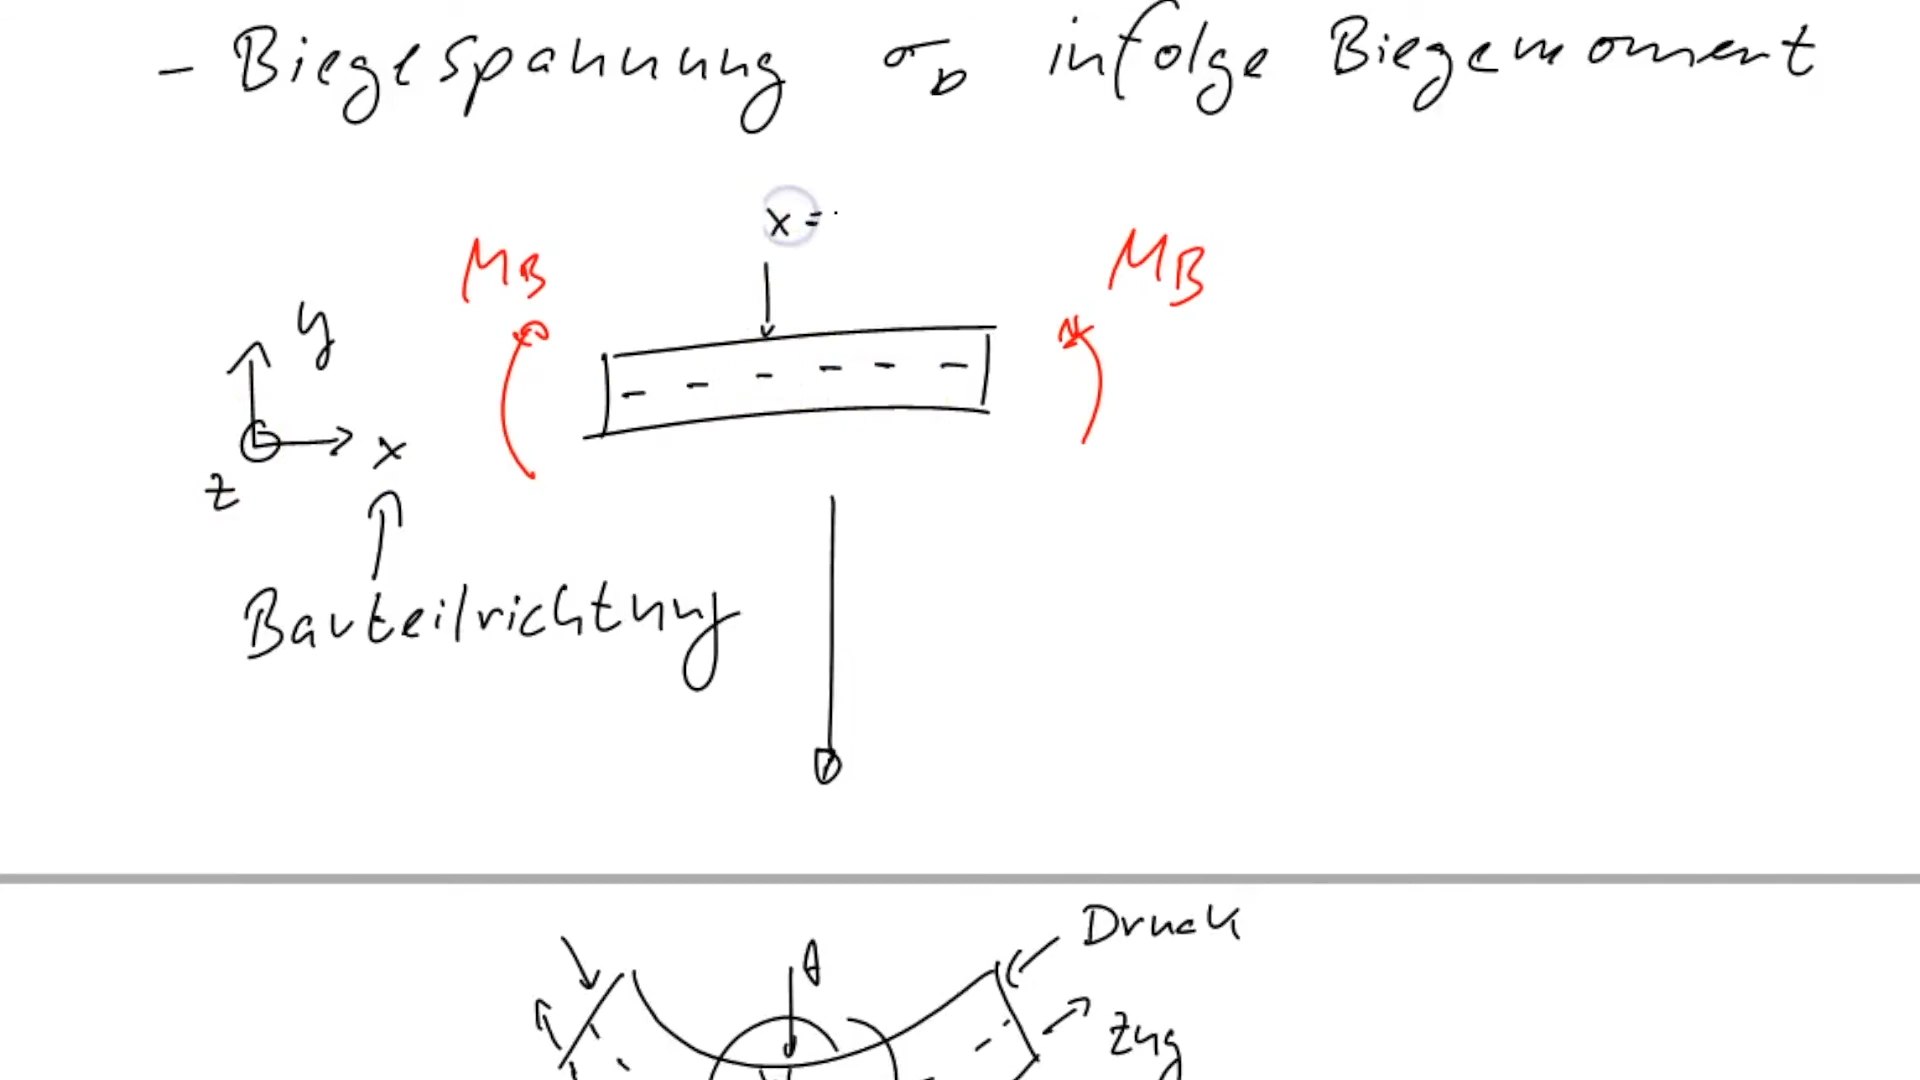 - Biegespannung σb infolge Biegemoment
x =
MB MB
y
x
z
Bauteilrichtung
Druck
A
Zug